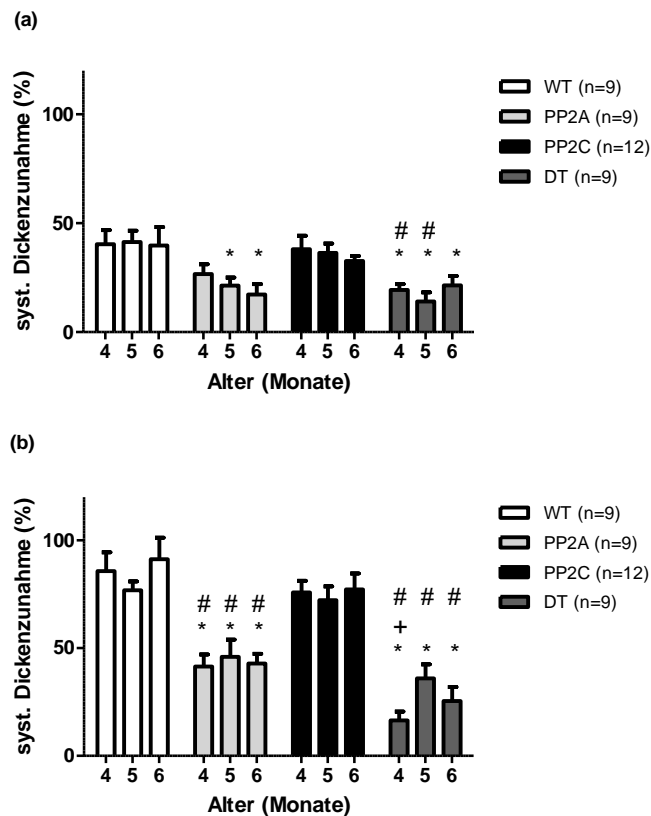 (a)
syst. Dickenzunahme (%)
100
50
0
* *
# #
* * *
4 5 6 4 5 6 4 5 6 4 5 6
Alter (Monate)
WT (n=9)
PP2A (n=9)
PP2C (n=12)
DT (n=9)
(b)
syst. Dickenzunahme (%)
100
50
0
# # #
* * *
# # #
+
* * *
4 5 6 4 5 6 4 5 6 4 5 6
Alter (Monate)
WT (n=9)
PP2A (n=9)
PP2C (n=12)
DT (n=9)